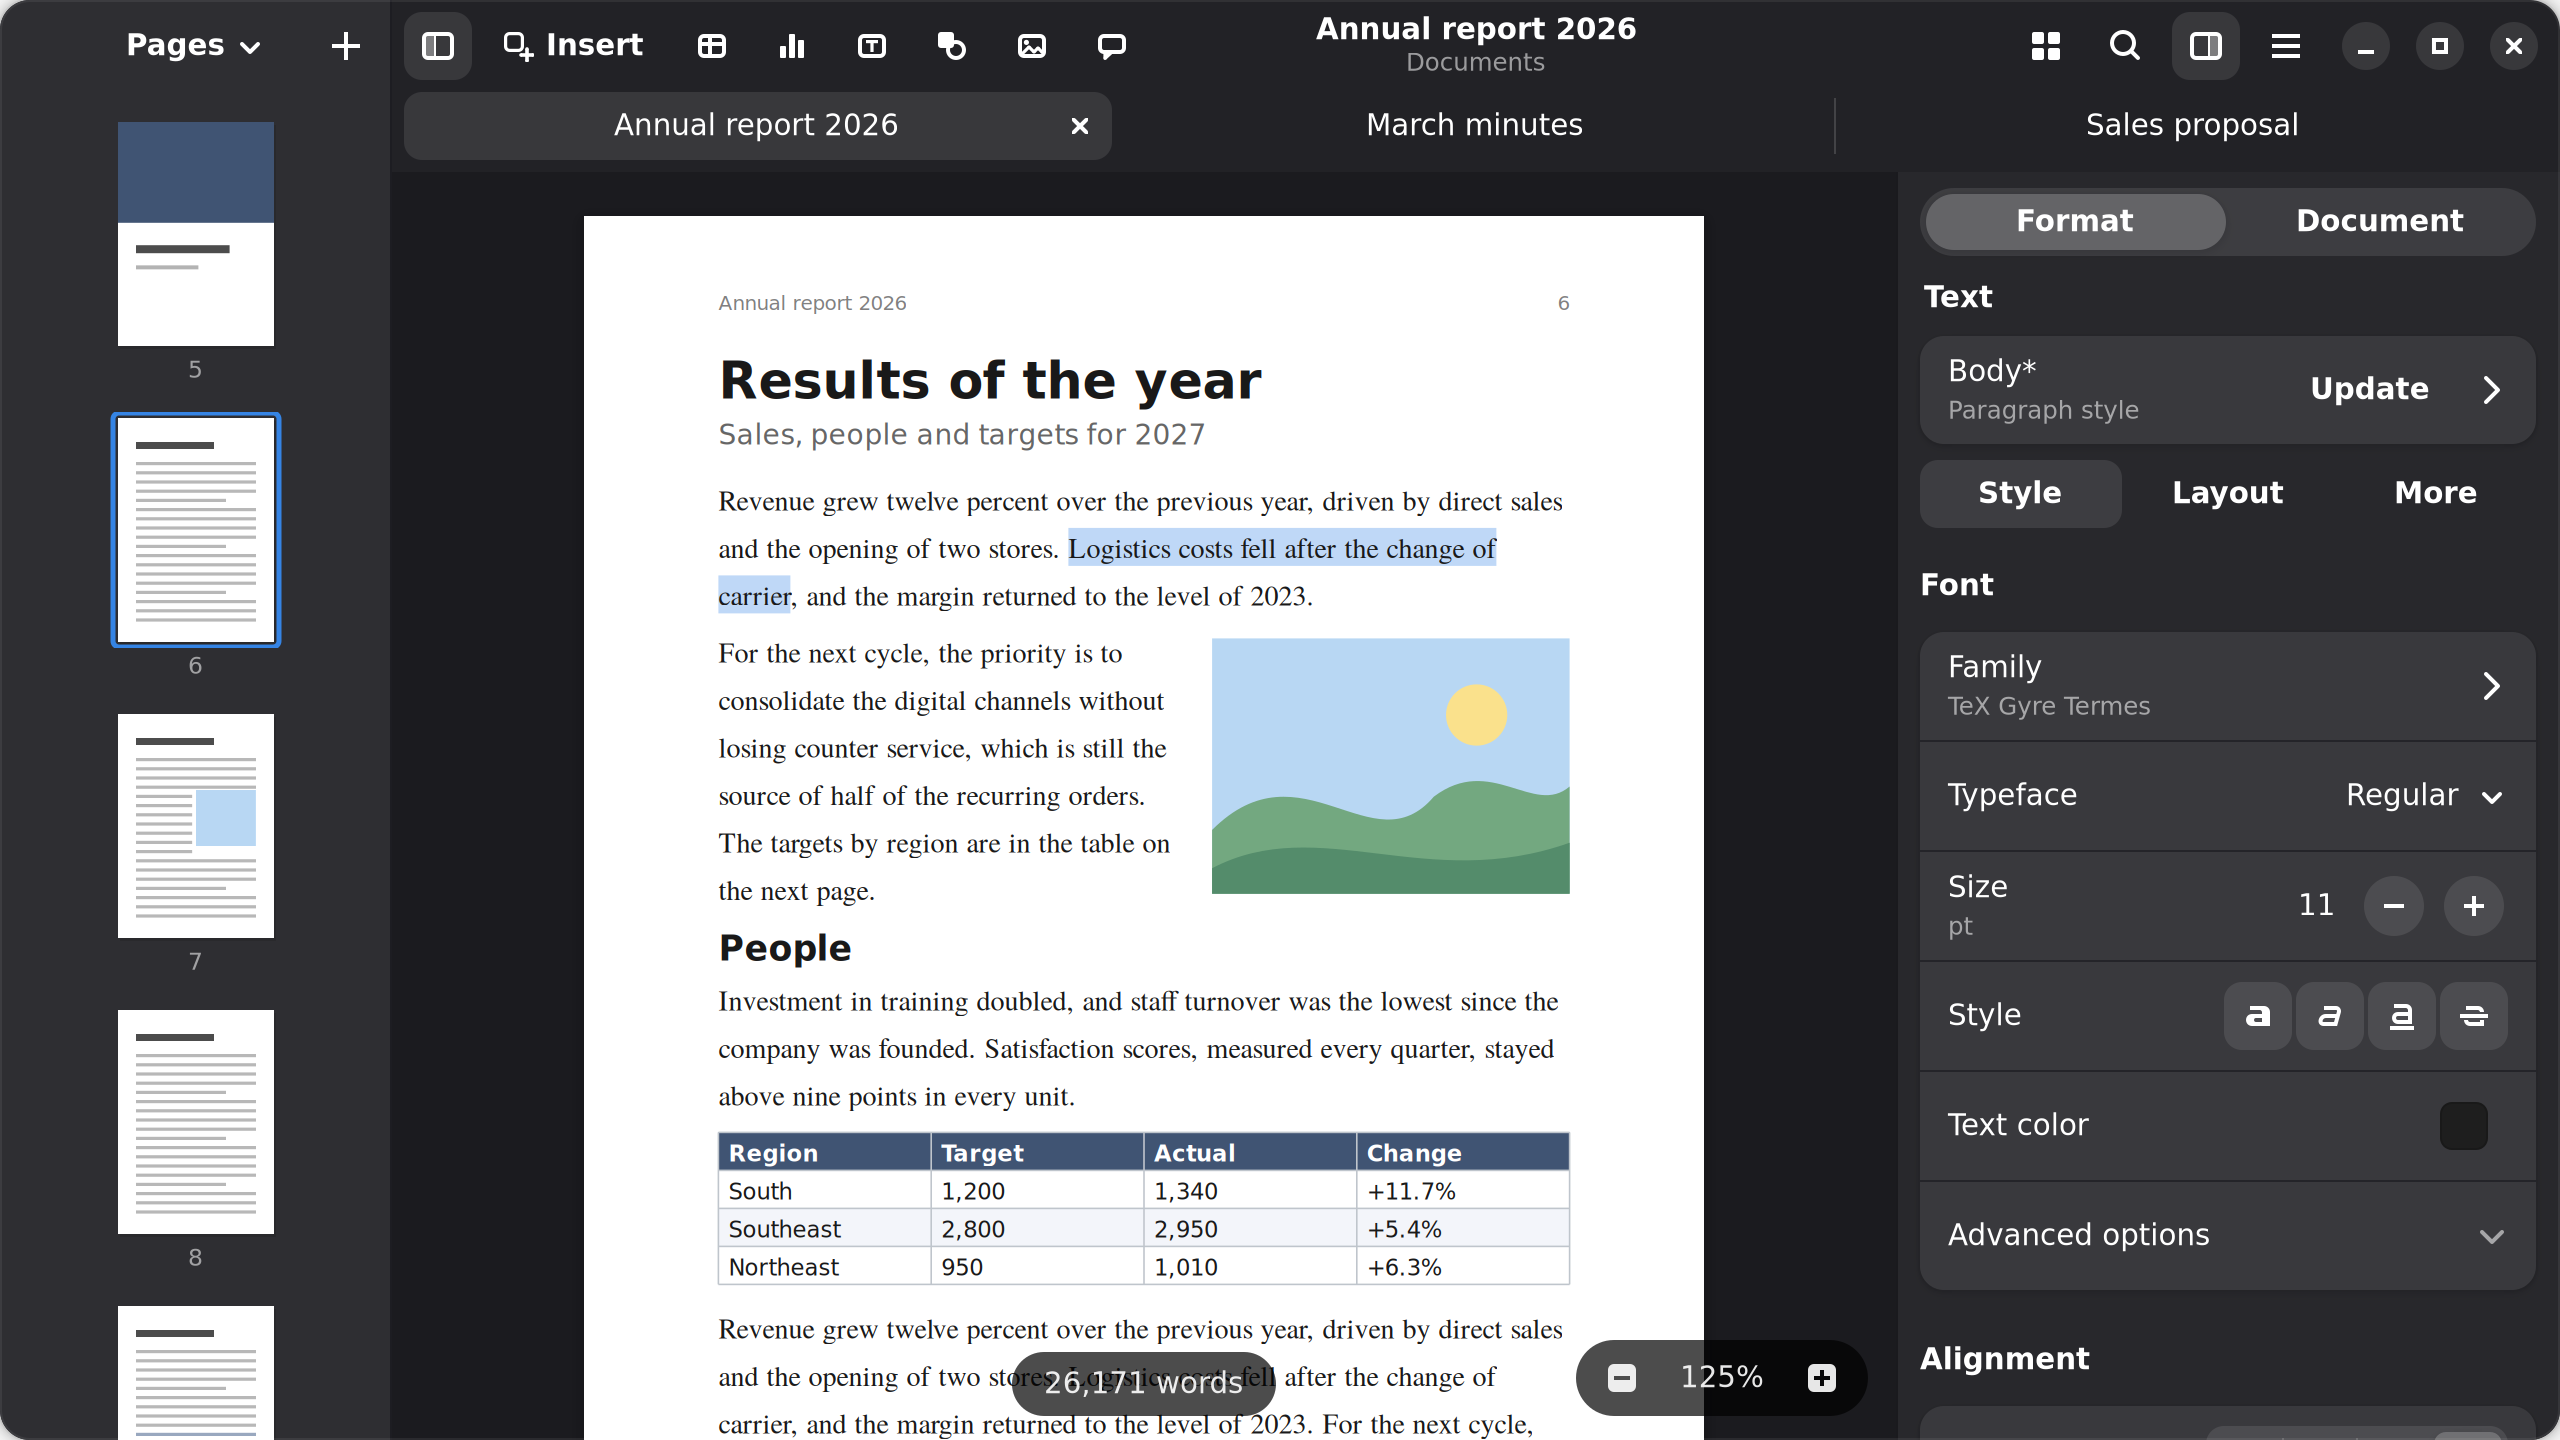 Pages
Insert
Annual report 2026
Documents
Annual report 2026
March minutes
Sales proposal
5
6
7
8
Annual report 2026
6
Results of the year
Sales, people and targets for 2027
Revenue grew twelve percent over the previous year, driven by direct sales
and the opening of two stores. Logistics costs fell after the change of
carrier, and the margin returned to the level of 2023.
For the next cycle, the priority is to
consolidate the digital channels without
losing counter service, which is still the
source of half of the recurring orders.
The targets by region are in the table on
the next page.
People
Investment in training doubled, and staff turnover was the lowest since the
company was founded. Satisfaction scores, measured every quarter, stayed
above nine points in every unit.
Region Target Actual Change
South 1,200 1,340 +11.7%
Southeast 2,800 2,950 +5.4%
Northeast 950 1,010 +6.3%
Revenue grew twelve percent over the previous year, driven by direct sales
and the opening of two stores. Logistics costs fell after the change of
carrier, and the margin returned to the level of 2023. For the next cycle,
26,171 words
125%
Format
Document
Text
Body*
Paragraph style
Update
Style
Layout
More
Font
Family
TeX Gyre Termes
Typeface
Regular
Size
pt
11
Style
a a a S
Text color
Advanced options
Alignment